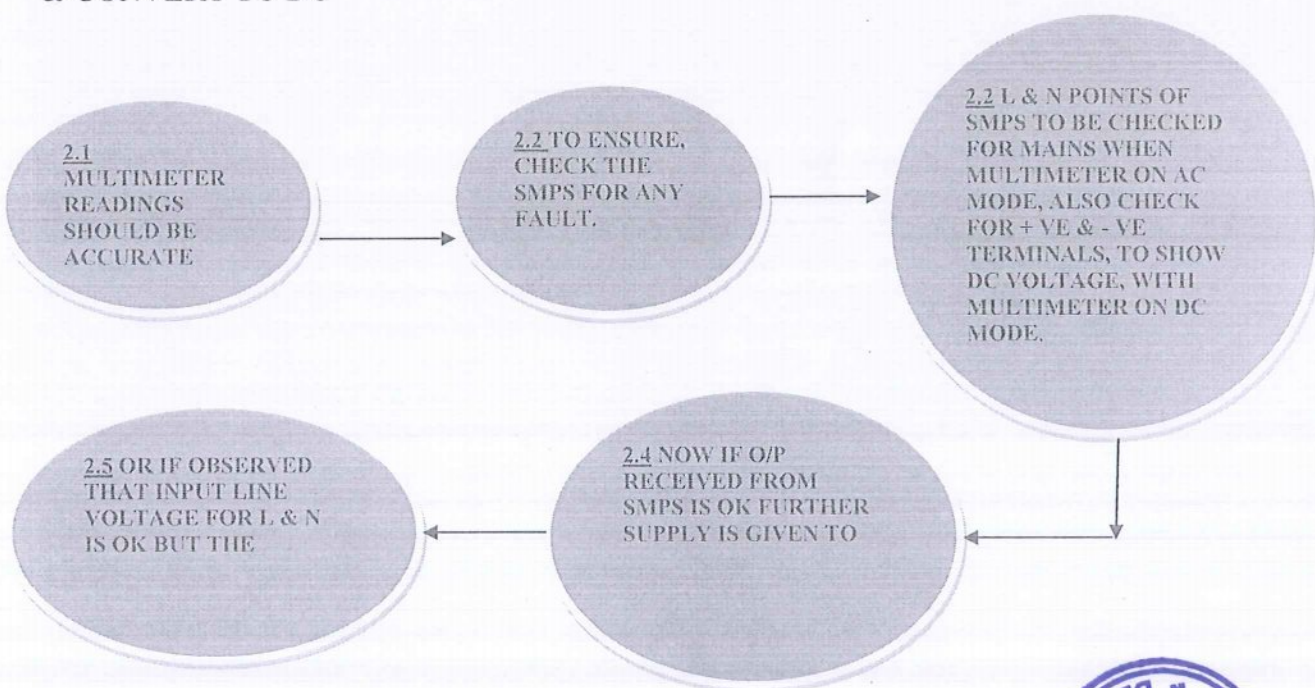 2.1
MULTIMETER
READINGS
SHOULD BE
ACCURATE
2.2 TO ENSURE,
CHECK THE
SMPS FOR ANY
FAULT.
2.2 L & N POINTS OF
SMPS TO BE CHECKED
FOR MAINS WHEN
MULTIMETER ON AC
MODE, ALSO CHECK
FOR + VE & - VE
TERMINALS, TO SHOW
DC VOLTAGE, WITH
MULTIMETER ON DC
MODE.
2.4 NOW IF O/P
RECEIVED FROM
SMPS IS OK FURTHER
SUPPLY IS GIVEN TO
2.5 OR IF OBSERVED
THAT INPUT LINE
VOLTAGE FOR L & N
IS OK BUT THE